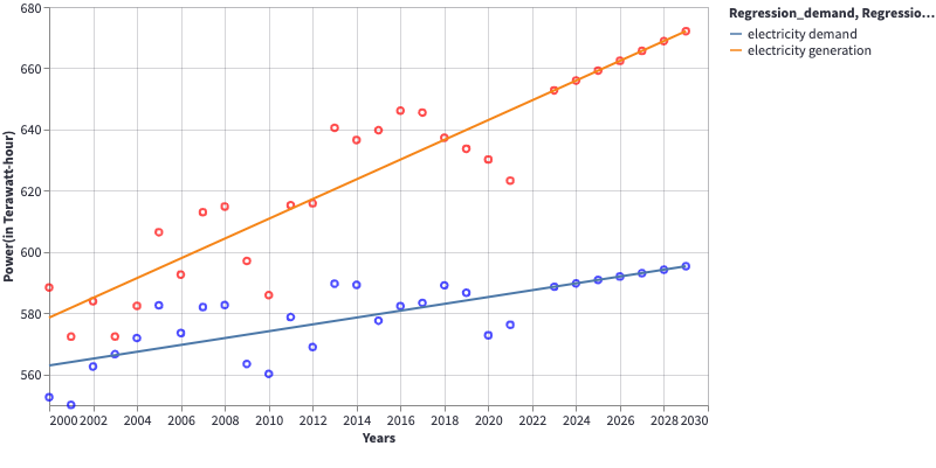 Regression_demand, Regressio...
electricity demand
electricity generation
Power(in Terawatt-hour)
680
660
640
620
600
580
560
2000 2002 2004 2006 2008 2010 2012 2014 2016 2018 2020 2022 2024 2026 2028 2030
Years